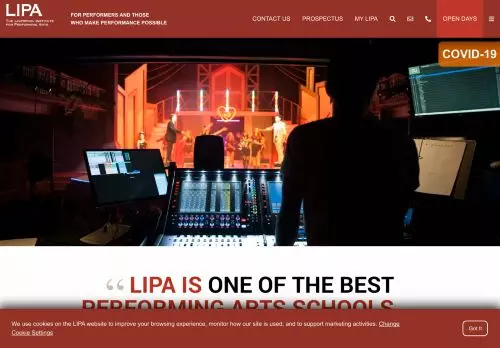 LIPA
THE LIVERPOOL INSTITUTE
FOR PERFORMING ARTS
FOR PERFORMERS AND THOSE
WHO MAKE PERFORMANCE POSSIBLE
CONTACT US
PROSPECTUS
MY LIPA
OPEN DAYS
COVID-19
“ LIPA IS ONE OF THE BEST
PERFORMING ARTS SCHOOLS
We use cookies on the LIPA website to improve your browsing experience, monitor how our site is used, and to support marketing activities. Change
Cookie Settings
Got It